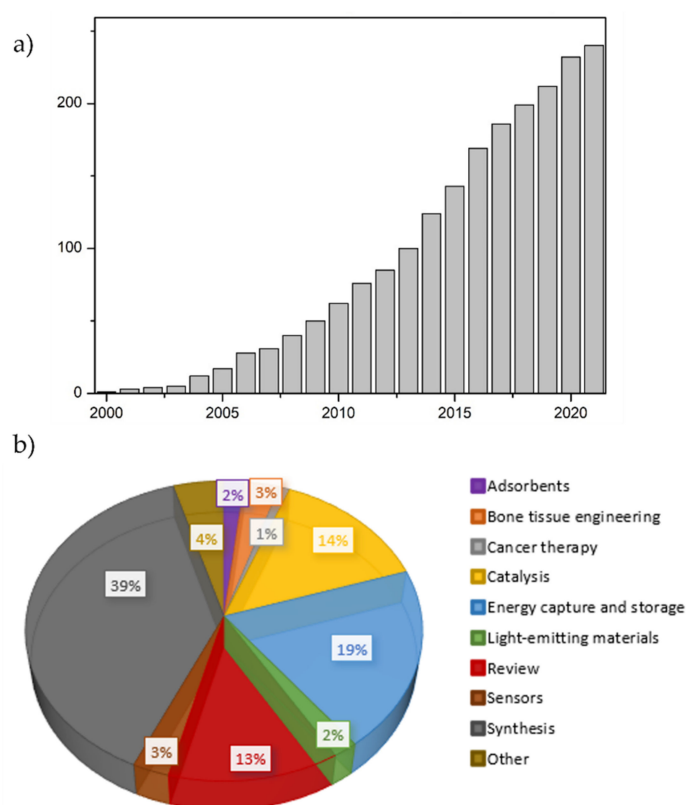 a)
200
100
0
2000
2005
2010
2015
2020
b)
2%
3%
1%
14%
4%
39%
19%
2%
3%
13%
Adsorbents
Bone tissue engineering
Cancer therapy
Catalysis
Energy capture and storage
Light-emitting materials
Review
Sensors
Synthesis
Other